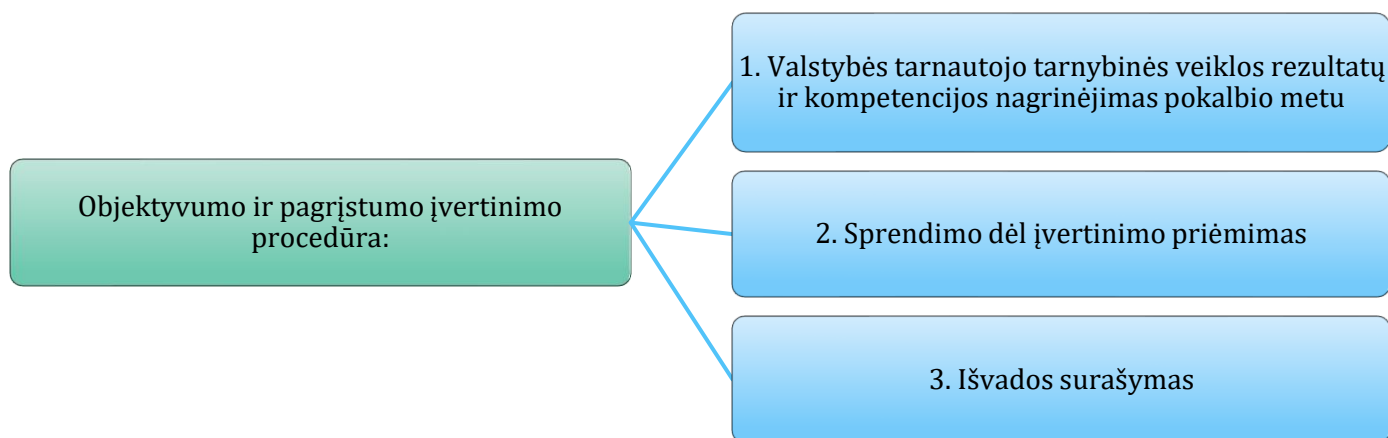 Objektyvumo ir pagrįstumo įvertinimo
procedūra:
1. Valstybės tarnautojo tarnybinės veiklos rezultatų
ir kompetencijos nagrinėjimas pokalbio metu
2. Sprendimo dėl įvertinimo priėmimas
3. Išvados surašymas